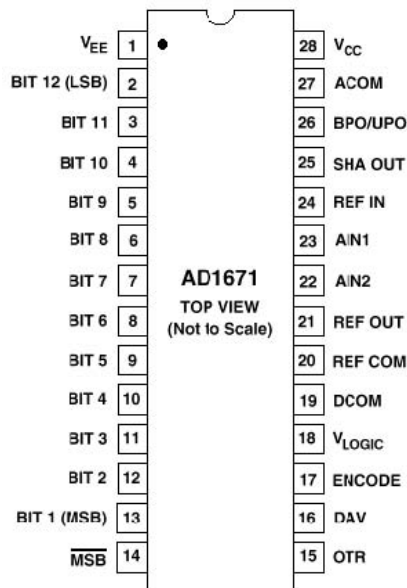 V_EE 1 28 V_CC
BIT 12 (LSB) 2 27 ACOM
BIT 11 3 26 BPO/UPO
BIT 10 4 25 SHA OUT
BIT 9 5 24 REF IN
BIT 8 6 23 AIN1
BIT 7 7 22 AIN2
AD1671
TOP VIEW
(Not to Scale)
BIT 6 8 21 REF OUT
BIT 5 9 20 REF COM
BIT 4 10 19 DCOM
BIT 3 11 18 V_LOGIC
BIT 2 12 17 ENCODE
BIT 1 (MSB) 13 16 DAV
M̅S̅B̅ 14 15 OTR